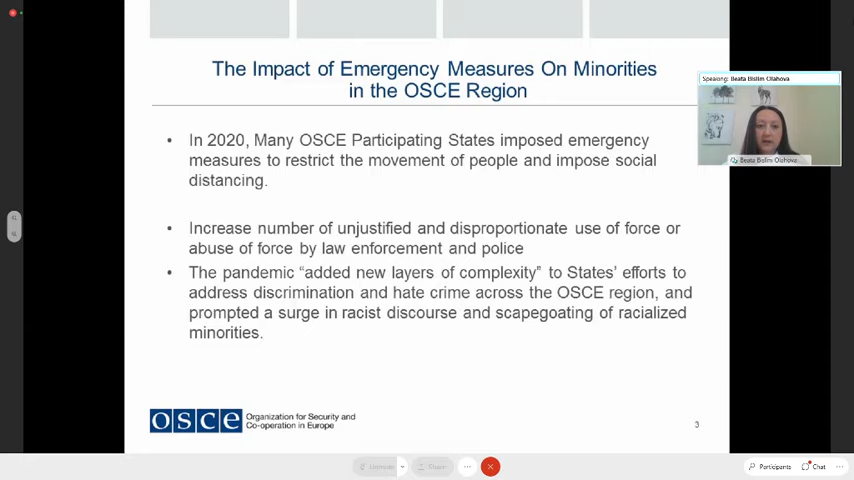 The Impact of Emergency Measures On Minorities
in the OSCE Region
Speaking: Beata Bislim Olahova
Beata Bislim Olahova
• In 2020, Many OSCE Participating States imposed emergency
measures to restrict the movement of people and impose social
distancing.
• Increase number of unjustified and disproportionate use of force or
abuse of force by law enforcement and police
• The pandemic “added new layers of complexity” to States’ efforts to
address discrimination and hate crime across the OSCE region, and
prompted a surge in racist discourse and scapegoating of racialized
minorities.
osce Organization for Security and
Co-operation in Europe
3
Unmute
Share
Participants
Chat